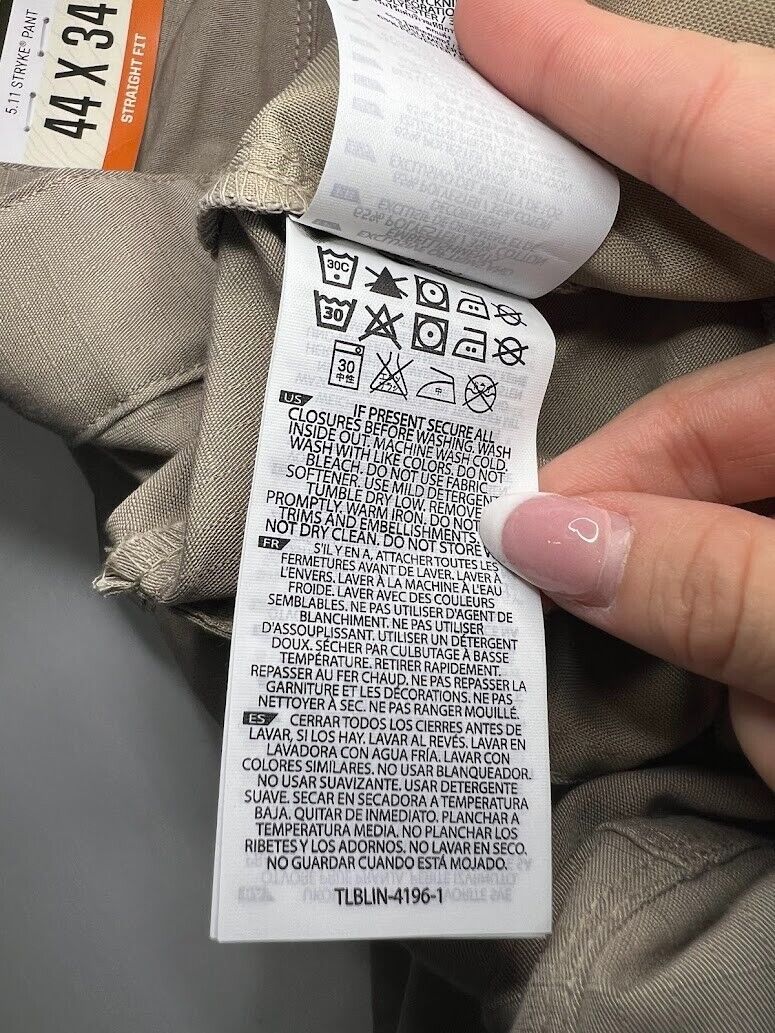 5.11 STRYKE® PANT
44 X 34
STRAIGHT FIT
30C
30
30
中性
中
US
IF PRESENT SECURE ALL
CLOSURES BEFORE WASHING. WASH
INSIDE OUT. MACHINE WASH COLD.
WASH WITH LIKE COLORS. DO NOT
BLEACH. DO NOT USE FABRIC
SOFTENER. USE MILD DETERGENT
TUMBLE DRY LOW. REMOVE
PROMPTLY. WARM IRON. DO NOT
TRIMS AND EMBELLISHMENTS.
NOT DRY CLEAN. DO NOT STORE
FR
S'IL Y EN A, ATTACHER TOUTES LES
FERMETURES AVANT DE LAVER. LAVER À
L'ENVERS. LAVER À LA MACHINE À L'EAU
FROIDE. LAVER AVEC DES COULEURS
SEMBLABLES. NE PAS UTILISER D'AGENT DE
BLANCHIMENT. NE PAS UTILISER
D'ASSOUPLISSANT. UTILISER UN DÉTERGENT
DOUX. SÉCHER PAR CULBUTAGE À BASSE
TEMPÉRATURE. RETIRER RAPIDEMENT.
REPASSER AU FER CHAUD. NE PAS REPASSER LA
GARNITURE ET LES DÉCORATIONS. NE PAS
NETTOYER À SEC. NE PAS RANGER MOUILLÉ.
ES
CERRAR TODOS LOS CIERRES ANTES DE
LAVAR, SI LOS HAY. LAVAR AL REVÉS. LAVAR EN
LAVADORA CON AGUA FRÍA. LAVAR CON
COLORES SIMILARES. NO USAR BLANQUEADOR.
NO USAR SUAVIZANTE. USAR DETERGENTE
SUAVE. SECAR EN SECADORA A TEMPERATURA
BAJA. QUITAR DE INMEDIATO. PLANCHAR A
TEMPERATURA MEDIA. NO PLANCHAR LOS
RIBETES Y LOS ADORNOS. NO LAVAR EN SECO.
NO GUARDAR CUANDO ESTÁ MOJADO.
TLBLIN-4196-1